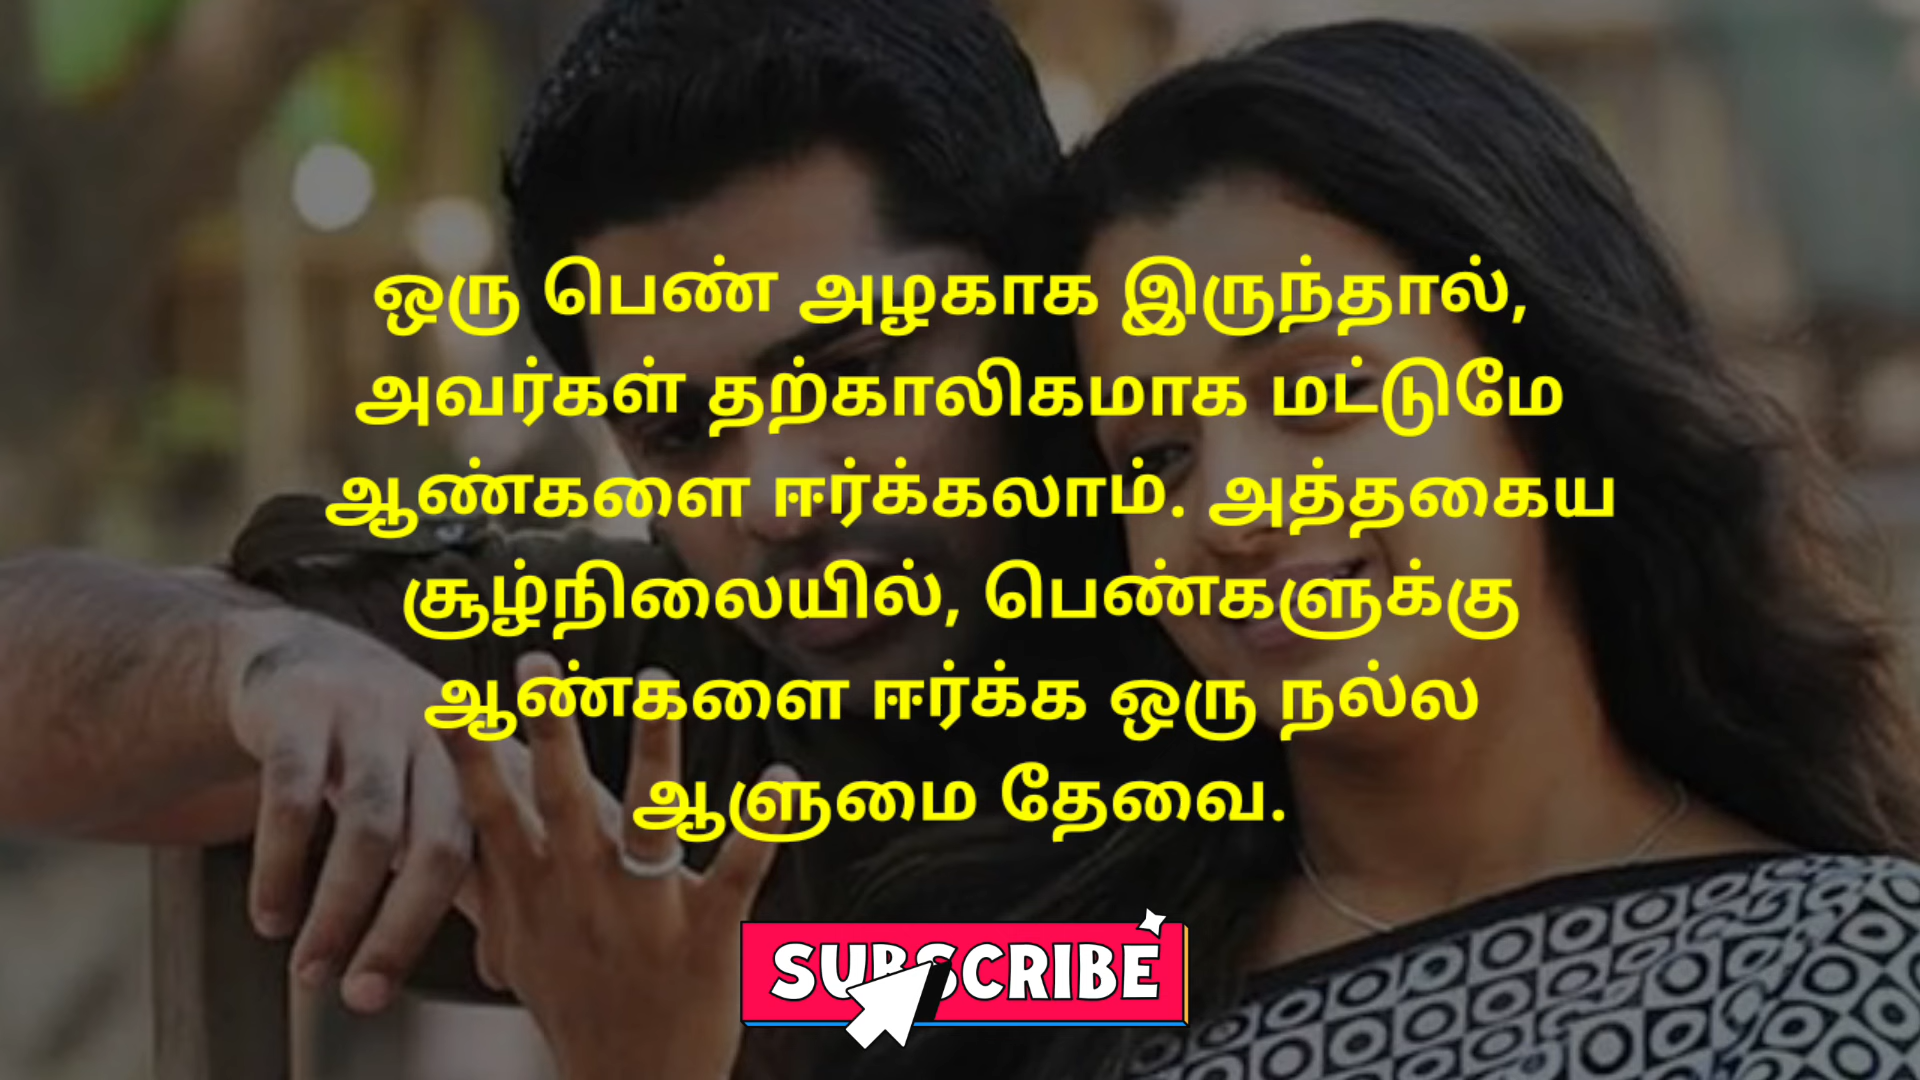 ஒரு பெண் அழகாக இருந்தால்,
அவர்கள் தற்காலிகமாக மட்டுமே
ஆண்களை ஈர்க்கலாம். அத்தகைய
சூழ்நிலையில், பெண்களுக்கு
ஆண்களை ஈர்க்க ஒரு நல்ல
ஆளுமை தேவை.
SUBSCRIBE